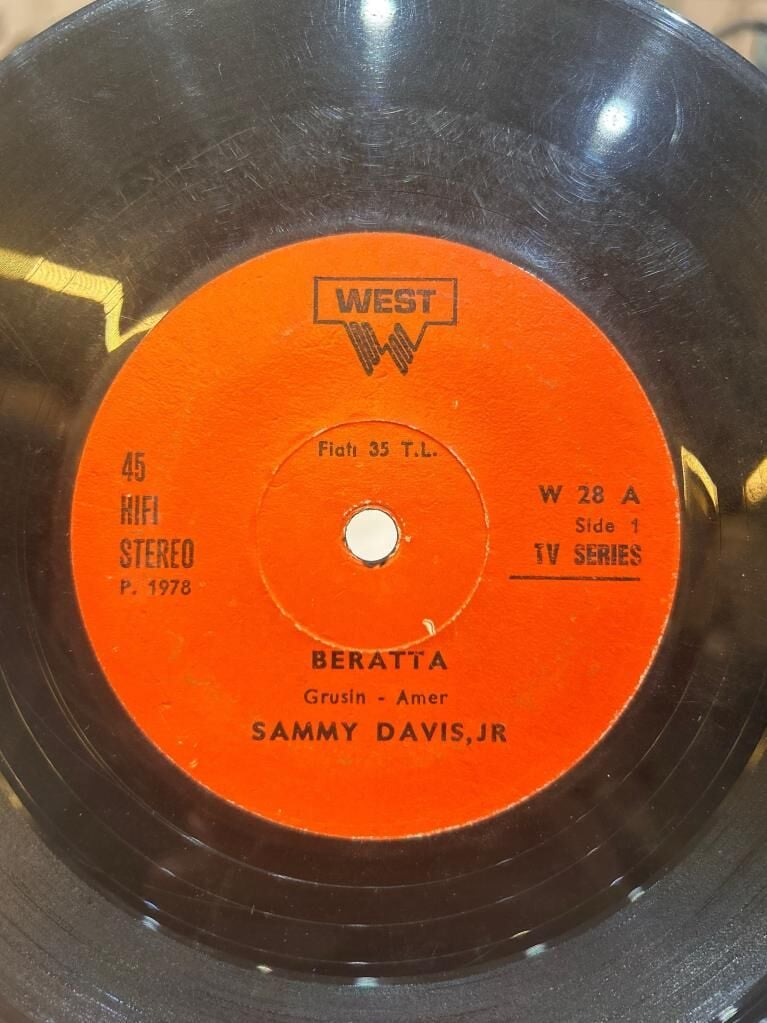 WEST
Fiatı 35 T.L.
45
HIFI
STEREO
P. 1978
W 28 A
Side 1
TV SERIES
BERATTA
Grusin - Amer
SAMMY DAVIS,JR